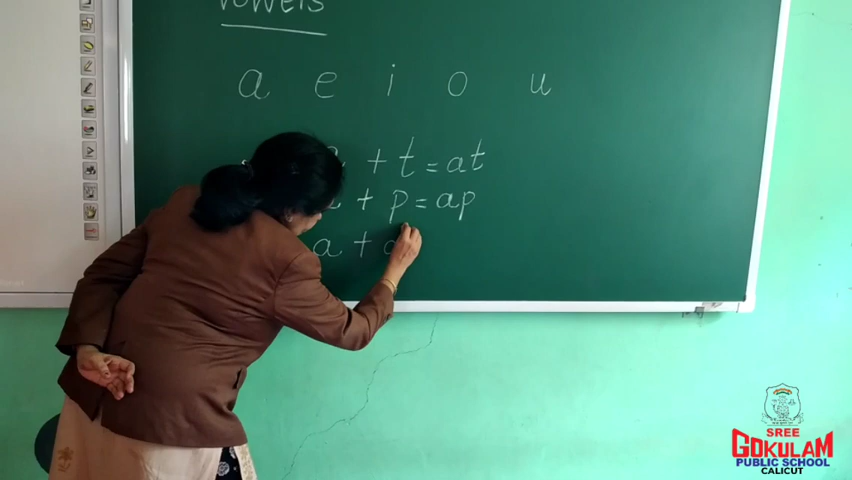 vowels
a e i o u
+ t = at
+ p = ap
a +
SREE
GOKULAM
PUBLIC SCHOOL
CALICUT